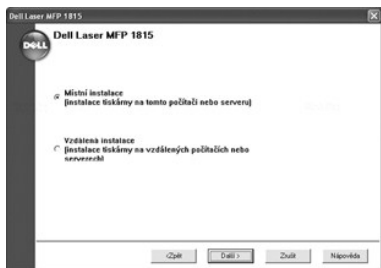 Dell Laser MFP 1815
DELL
Dell Laser MFP 1815
Místní instalace
(instalace tiskárny na tomto počítači nebo serveru)
Vzdálená instalace
(instalace tiskárny na vzdálených počítačích nebo
serverech)
<Zpět
Další >
Zrušit
Nápověda